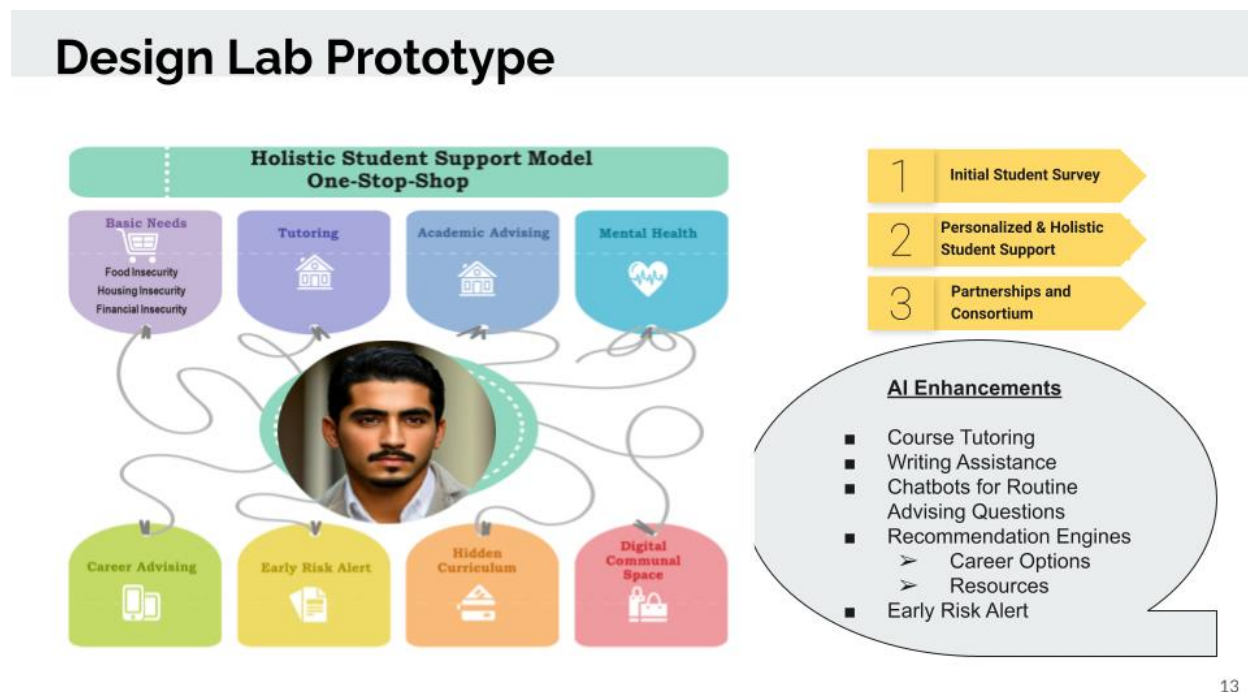 Design Lab Prototype
Holistic Student Support Model
One-Stop-Shop
Basic Needs
Food Insecurity
Housing Insecurity
Financial Insecurity
Tutoring
Academic Advising
Mental Health
Career Advising
Early Risk Alert
Hidden
Curriculum
Digital
Communal
Space
1
Initial Student Survey
2
Personalized & Holistic
Student Support
3
Partnerships and
Consortium
AI Enhancements
■ Course Tutoring
■ Writing Assistance
■ Chatbots for Routine
Advising Questions
■ Recommendation Engines
➢ Career Options
➢ Resources
■ Early Risk Alert
13